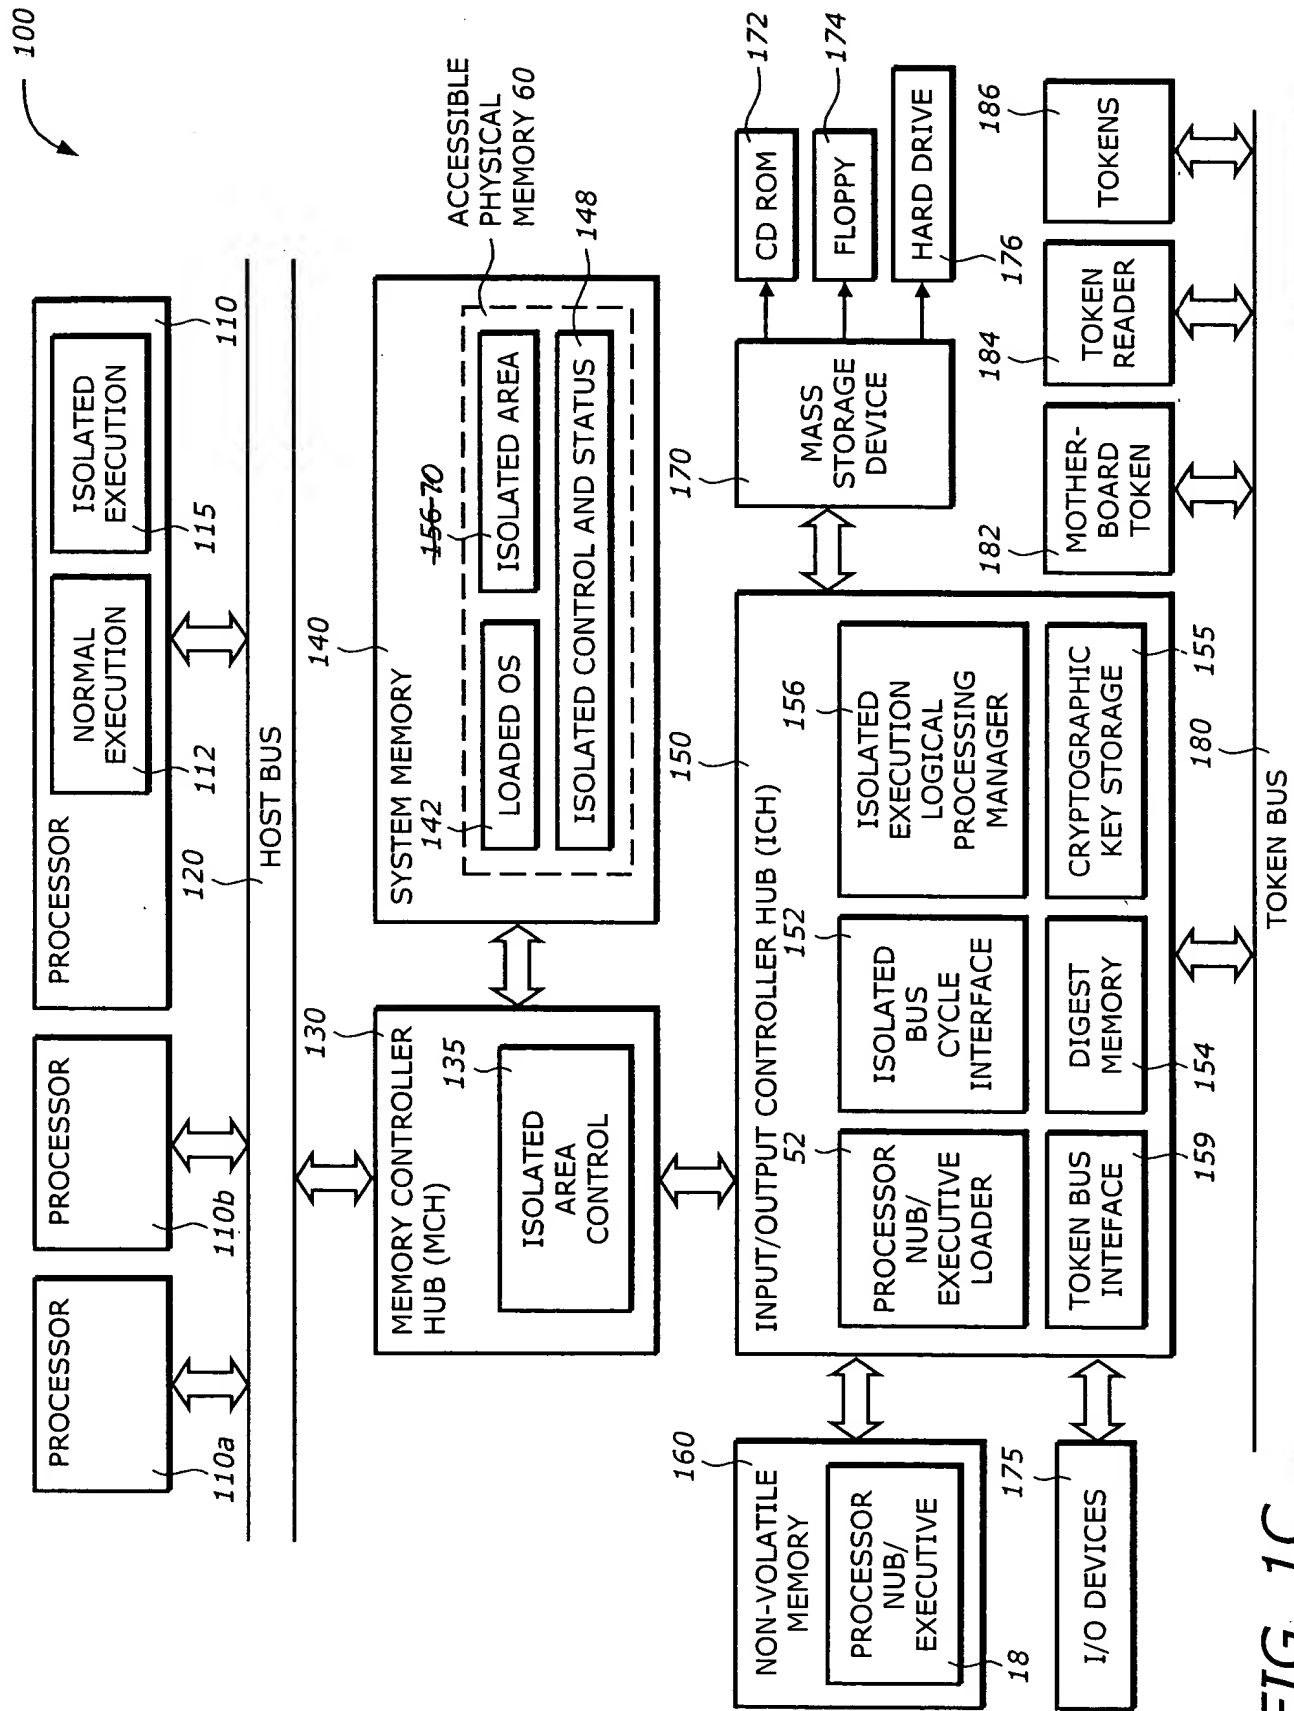 100
PROCESSOR
110a
PROCESSOR
110b
PROCESSOR
NORMAL
EXECUTION
112
ISOLATED
EXECUTION
115
110
120
HOST BUS
130
MEMORY CONTROLLER
HUB (MCH)
135
ISOLATED
AREA
CONTROL
140
SYSTEM MEMORY
142
LOADED OS
156 70
ISOLATED AREA
ISOLATED CONTROL AND STATUS
148
ACCESSIBLE
PHYSICAL
MEMORY 60
150
INPUT/OUTPUT CONTROLLER HUB (ICH)
52
PROCESSOR
NUB/
EXECUTIVE
LOADER
152
ISOLATED
BUS
CYCLE
INTERFACE
156
ISOLATED
EXECUTION
LOGICAL
PROCESSING
MANAGER
TOKEN BUS
INTEFACE
159
DIGEST
MEMORY
154
CRYPTOGRAPHIC
KEY STORAGE
155
160
NON-VOLATILE
MEMORY
PROCESSOR
NUB/
EXECUTIVE
18
175
I/O DEVICES
170
MASS
STORAGE
DEVICE
CD ROM
172
FLOPPY
174
HARD DRIVE
176
182
MOTHER-
BOARD
TOKEN
184
TOKEN
READER
186
TOKENS
180
TOKEN BUS
FIG. 1C